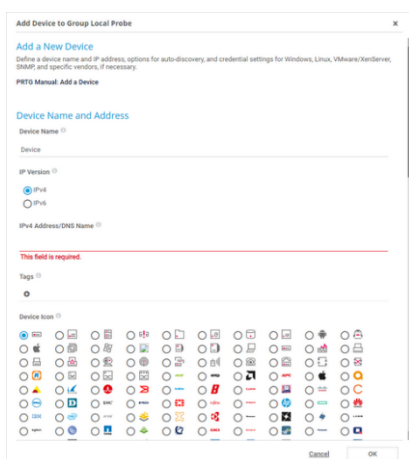 Add Device to Group Local Probe
Add a New Device
Define a device name and IP address, options for auto-discovery, and credential settings for Windows, Linux, VMware/XenServer,
SNMP, and specific vendors, if necessary.
PRTG Manual: Add a Device
Device Name and Address
Device Name
Device
IP Version
IPv4
IPv6
IPv4 Address/DNS Name
This field is required.
Tags
Device Icon
Cancel
OK